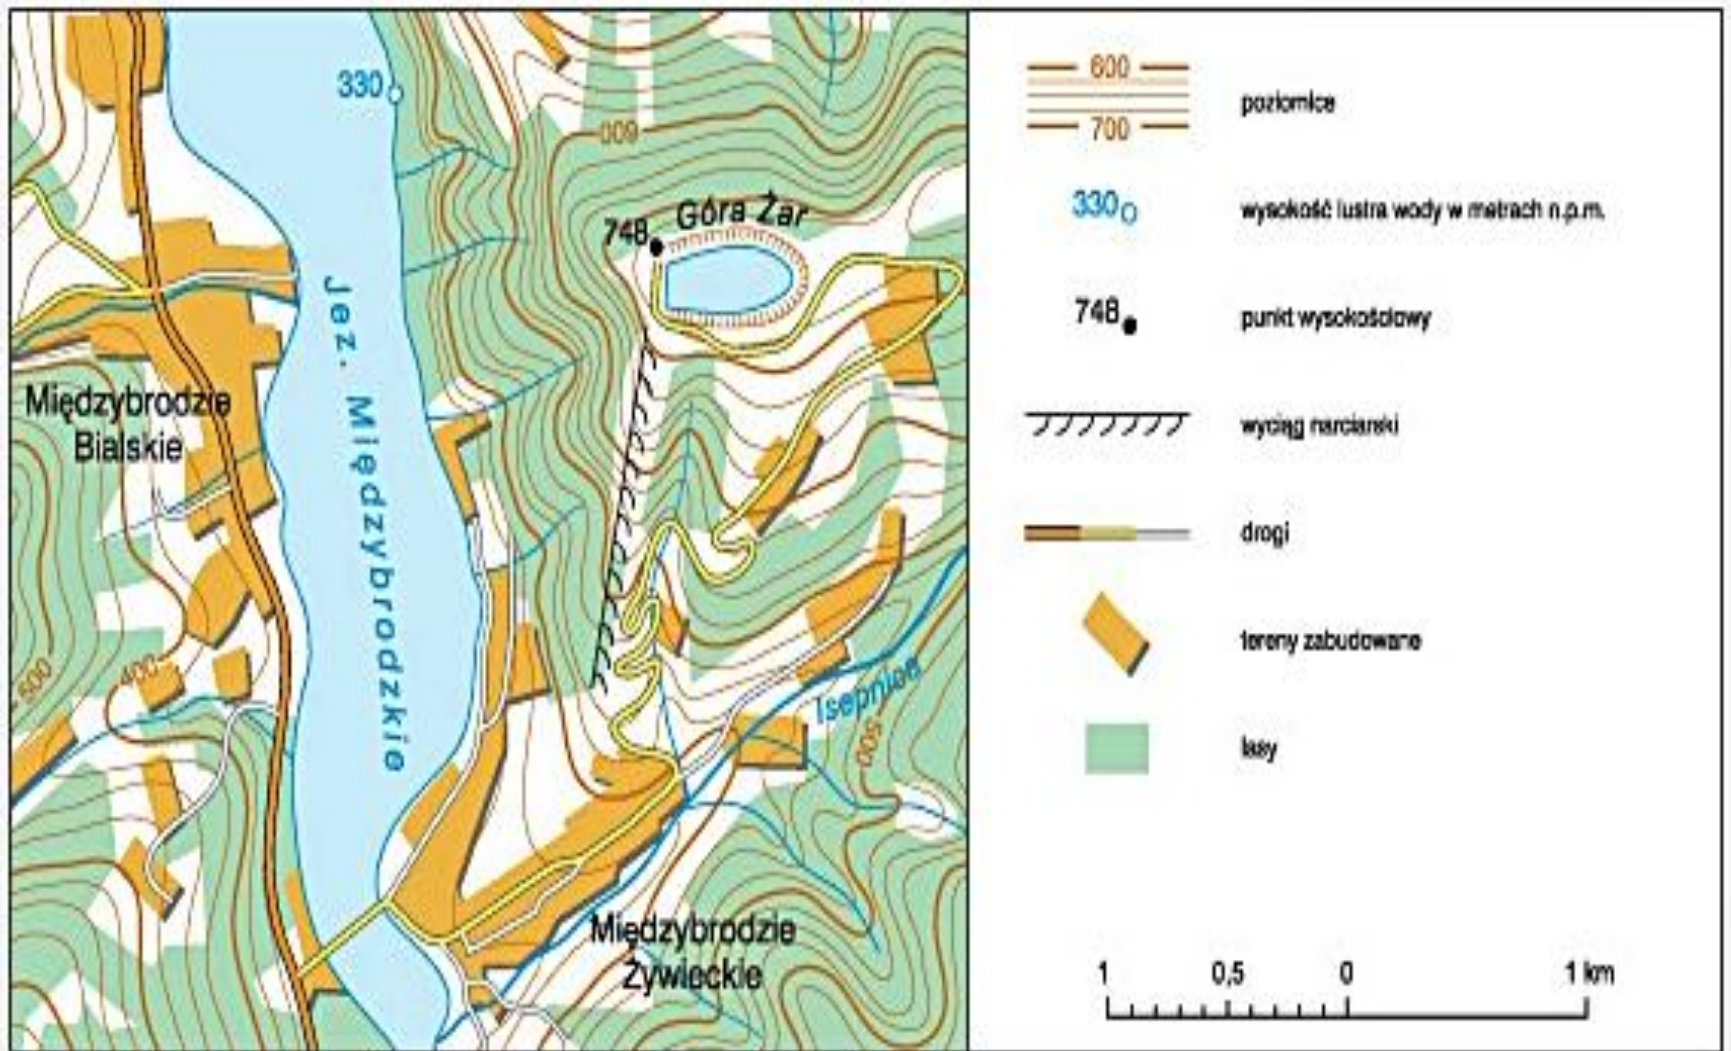 330
600
Góra Żar
748
Jez. Międzybrodzkie
Międzybrodzie
Bialskie
400
500
Isepnica
500
Międzybrodzie
Żywieckie
600
700
poziomice
330
wysokość lustra wody w metrach n.p.m.
748
punkt wysokościowy
wyciąg narciarski
drogi
tereny zabudowane
lasy
1 0,5 0 1 km